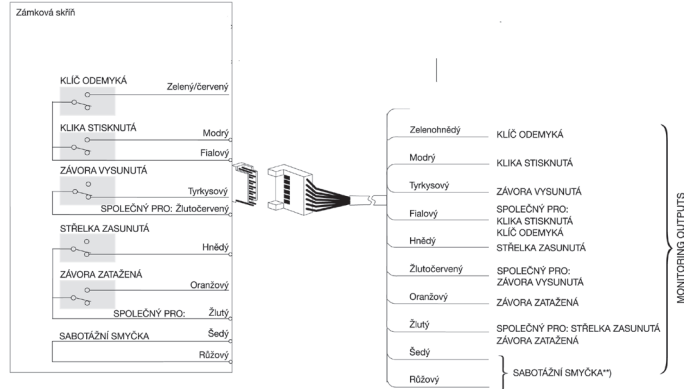 Zámková skříň
KLÍČ ODEMYKÁ
Zelený/červený
KLIKA STISKNUTÁ
Modrý
Fialový
ZÁVORA VYSUNUTÁ
Tyrkysový
SPOLEČNÝ PRO: Žlutočervený
STŘELKA ZASUNUTÁ
Hnědý
ZÁVORA ZATAŽENÁ
Oranžový
SPOLEČNÝ PRO: Žlutý
SABOTÁŽNÍ SMYČKA
Šedý
Růžový
Zelenohnědý
KLÍČ ODEMYKÁ
Modrý
KLIKA STISKNUTÁ
Tyrkysový
ZÁVORA VYSUNUTÁ
Fialový
SPOLEČNÝ PRO:
KLIKA STISKNUTÁ
KLÍČ ODEMYKÁ
Hnědý
STŘELKA ZASUNUTÁ
Žlutočervený
SPOLEČNÝ PRO:
ZÁVORA VYSUNUTÁ
Oranžový
ZÁVORA ZATAŽENÁ
Žlutý
SPOLEČNÝ PRO: STŘELKA ZASUNUTÁ
ZÁVORA ZATAŽENÁ
Šedý
Růžový
SABOTÁŽNÍ SMYČKA**)
MONITORING OUTPUTS